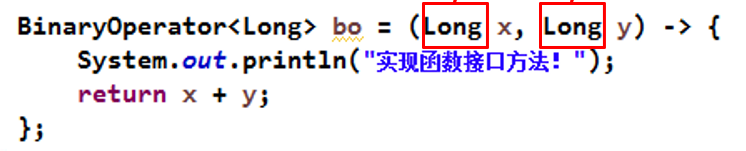 BinaryOperator<Long> bo = (Long x, Long y) -> {
    System.out.println("实现函数接口方法！");
    return x + y;
};